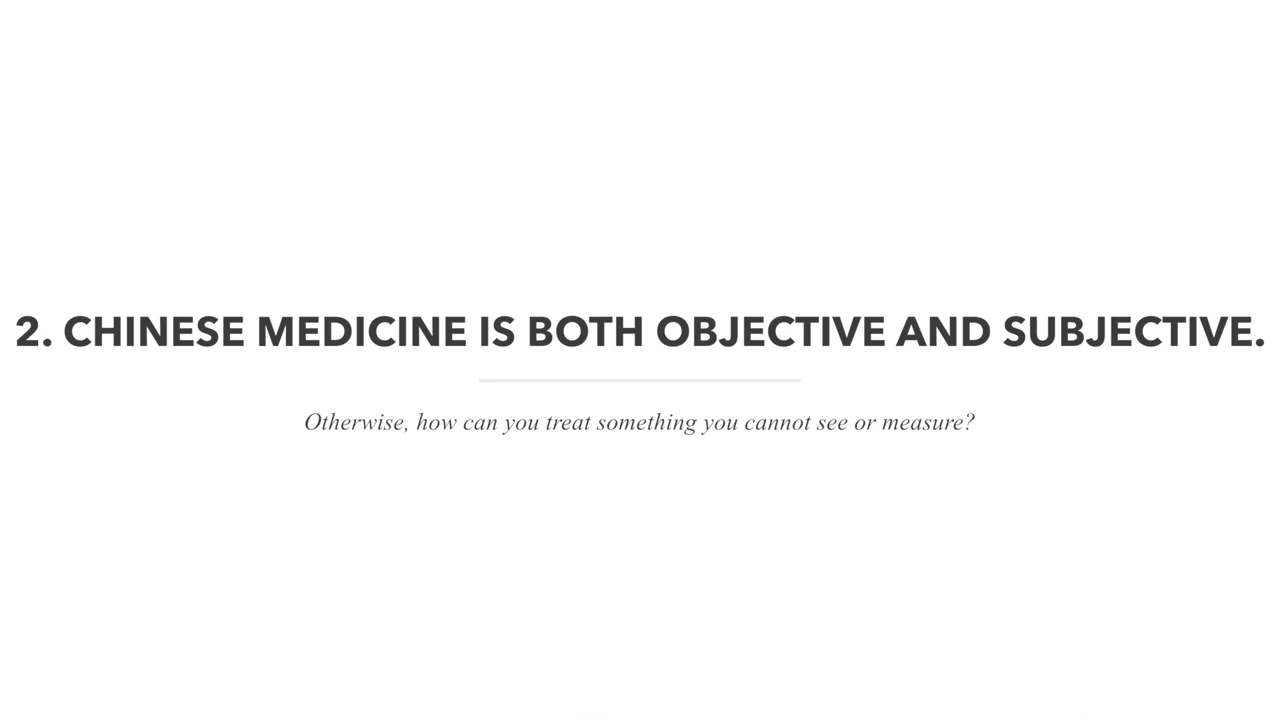 2. CHINESE MEDICINE IS BOTH OBJECTIVE AND SUBJECTIVE.
Otherwise, how can you treat something you cannot see or measure?